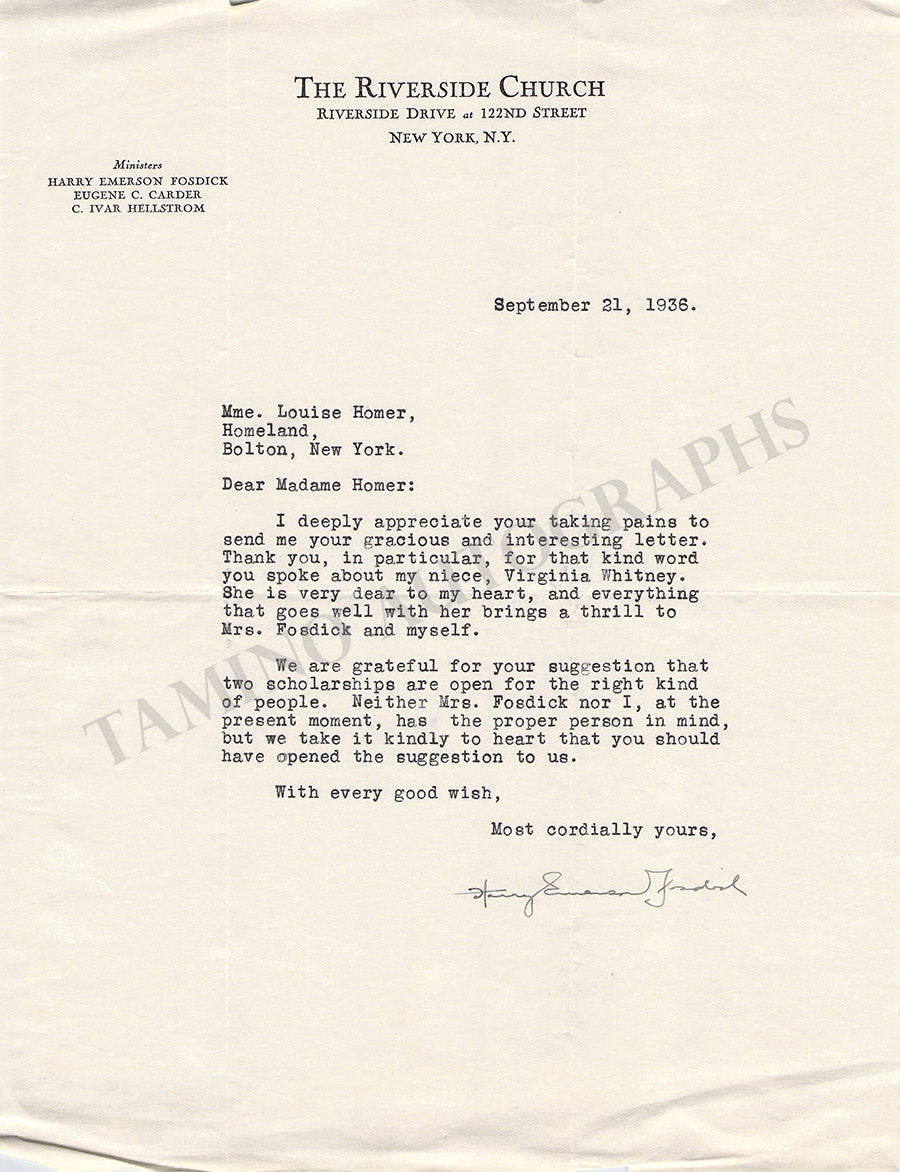 THE RIVERSIDE CHURCH
RIVERSIDE DRIVE at 122ND STREET
NEW YORK, N.Y.
Ministers
HARRY EMERSON FOSDICK
EUGENE C. CARDER
C. IVAR HELLSTROM
September 21, 1936.
Mme. Louise Homer,
Homeland,
Bolton, New York.
Dear Madame Homer:
I deeply appreciate your taking pains to
send me your gracious and interesting letter.
Thank you, in particular, for that kind word
you spoke about my niece, Virginia Whitney.
She is very dear to my heart, and everything
that goes well with her brings a thrill to
Mrs. Fosdick and myself.
We are grateful for your suggestion that
two scholarships are open for the right kind
of people. Neither Mrs. Fosdick nor I, at the
present moment, has the proper person in mind,
but we take it kindly to heart that you should
have opened the suggestion to us.
With every good wish,
Most cordially yours,
Harry Emerson Fosdick
TAMINO AUTOGRAPHS